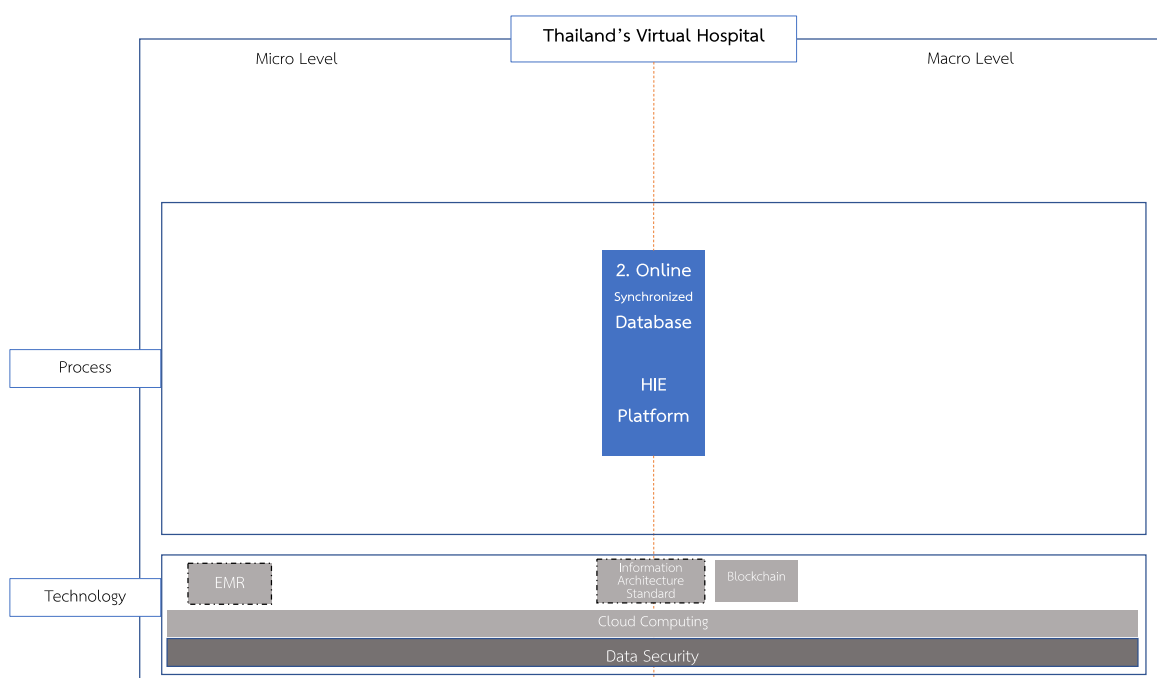 Thailand's Virtual Hospital
Micro Level
Macro Level
2. Online
Synchronized
Database
HIE
Platform
Process
EMR
Information
Architecture
Standard
Blockchain
Technology
Cloud Computing
Data Security